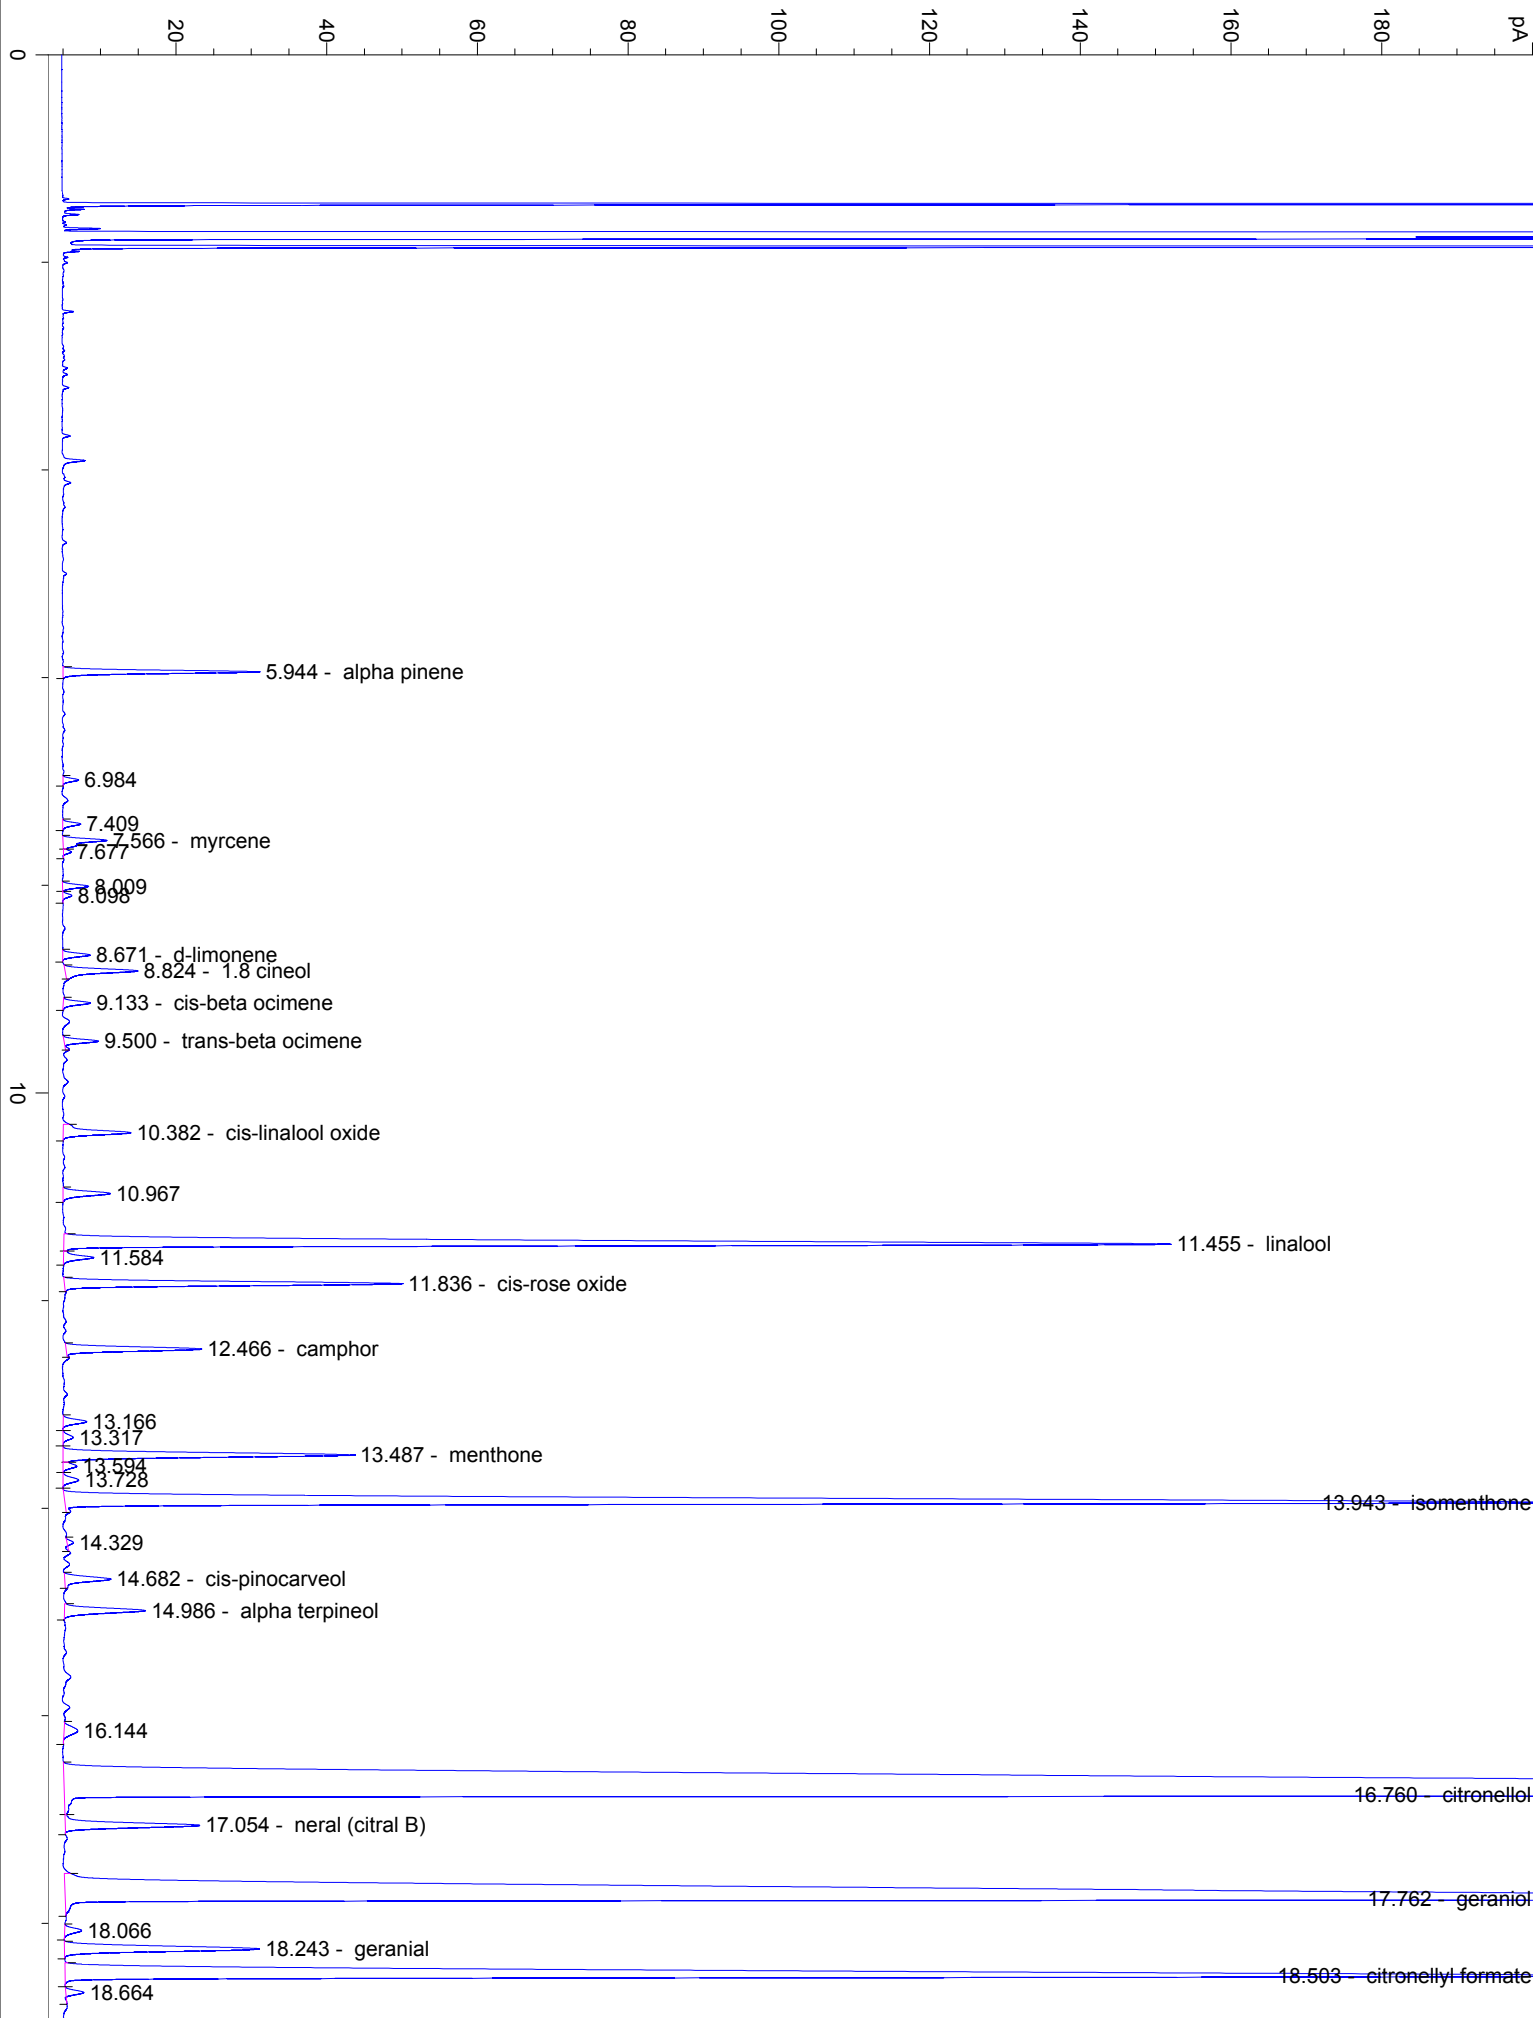 pA
20
40
60
80
100
120
140
160
180
0
5.944 - alpha pinene
6.984
7.409
7.566 - myrcene
7.677
8.009
8.098
8.671 - d-limonene
8.824 - 1.8 cineol
9.133 - cis-beta ocimene
9.500 - trans-beta ocimene
10
10.382 - cis-linalool oxide
10.967
11.455 - linalool
11.584
11.836 - cis-rose oxide
12.466 - camphor
13.166
13.317
13.487 - menthone
13.594
13.728
13.943 - isomenthone
14.329
14.682 - cis-pinocarveol
14.986 - alpha terpineol
16.144
16.760 - citronellol
17.054 - neral (citral B)
17.762 - geraniol
18.066
18.243 - geranial
18.503 - citronellyl formate
18.664